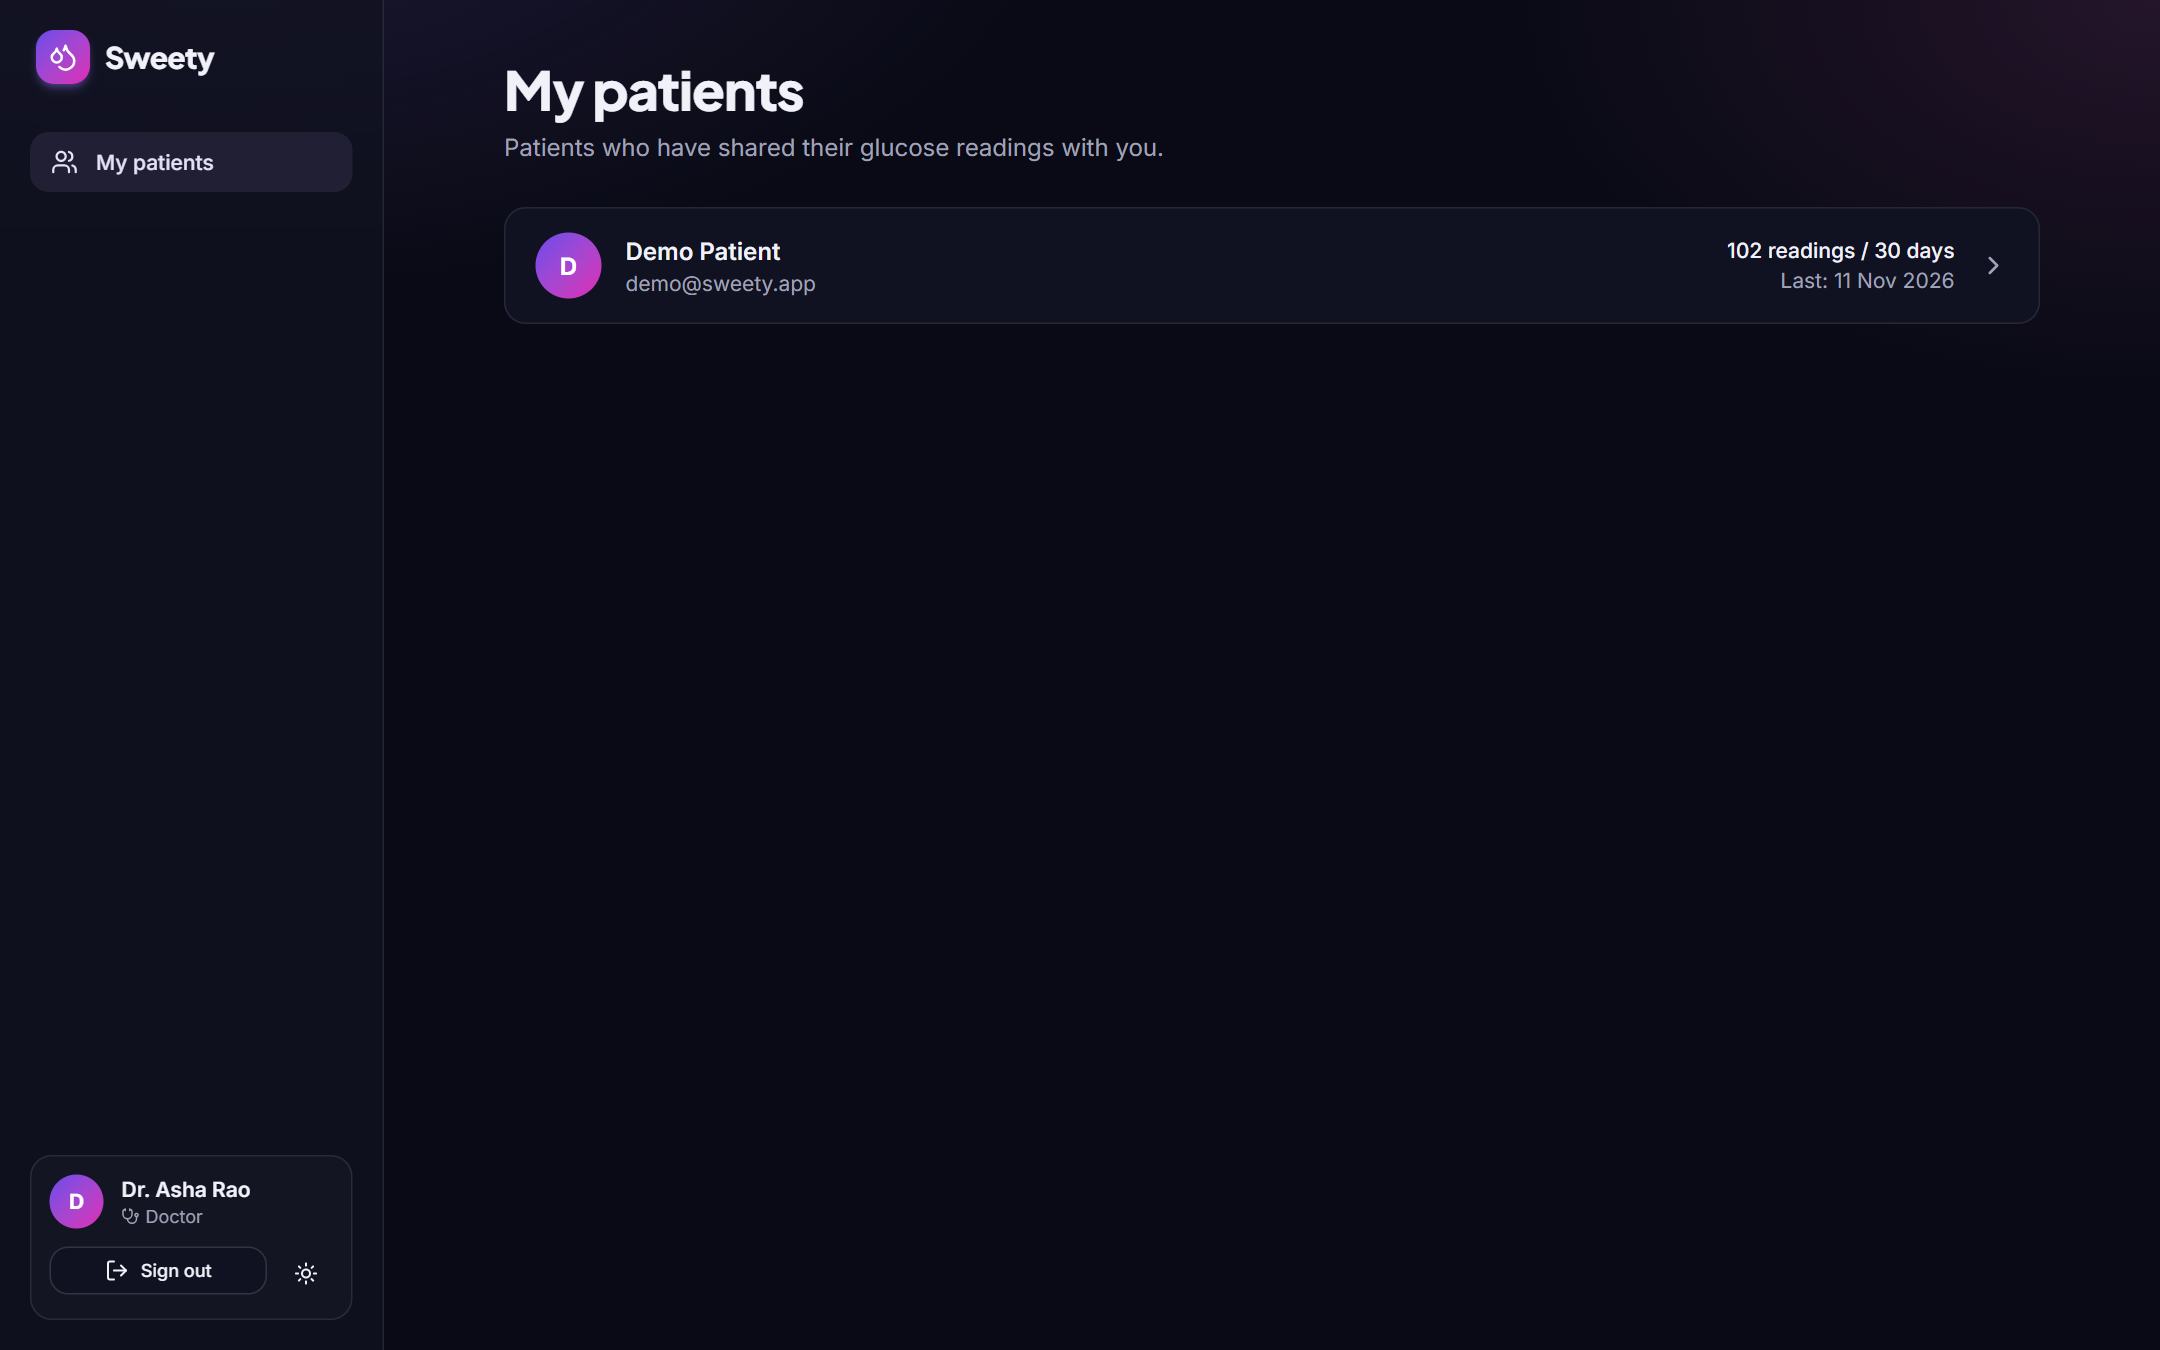 Sweety
My patients
My patients
Patients who have shared their glucose readings with you.
D
Demo Patient
demo@sweety.app
102 readings / 30 days
Last: 11 Nov 2026
D
Dr. Asha Rao
Doctor
Sign out